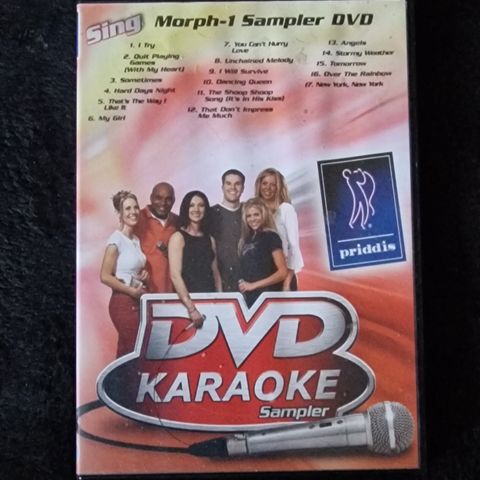 Sing Morph-1 Sampler DVD
1. I Try
2. Quit Playing
Games
(With My Heart)
3. Sometimes
4. Hard Days Night
5. That's The Way I
Like It
6. My Girl
7. You Can't Hurry
Love
8. Unchained Melody
9. I Will Survive
10. Dancing Queen
11. The Shoop Shoop
Song (It's in His Kiss)
12. That Don't Impress
Me Much
13. Angels
14. Stormy Weather
15. Tomorrow
16. Over The Rainbow
17. New York, New York
priddis
DVD
KARAOKE
Sampler